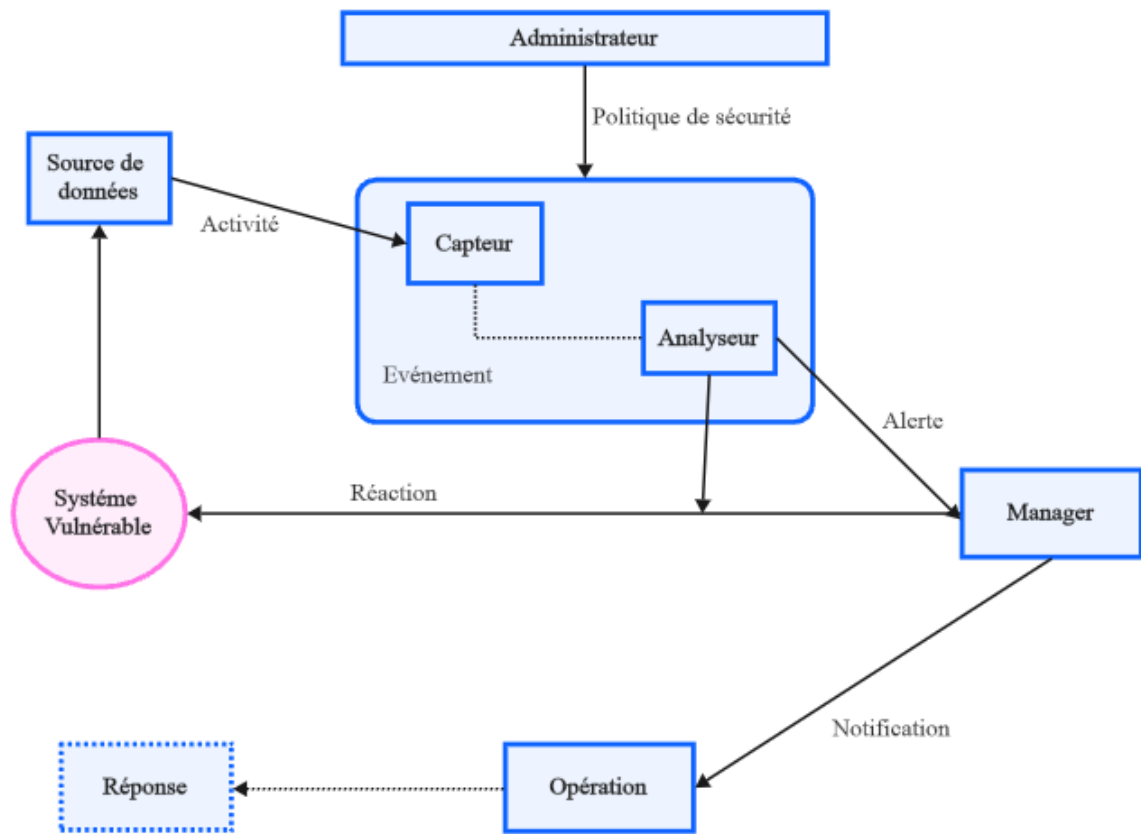 Administrateur
Politique de sécurité
Source de
données
Activité
Capteur
Analyseur
Evénement
Alerte
Systéme
Vulnérable
Réaction
Manager
Notification
Réponse
Opération